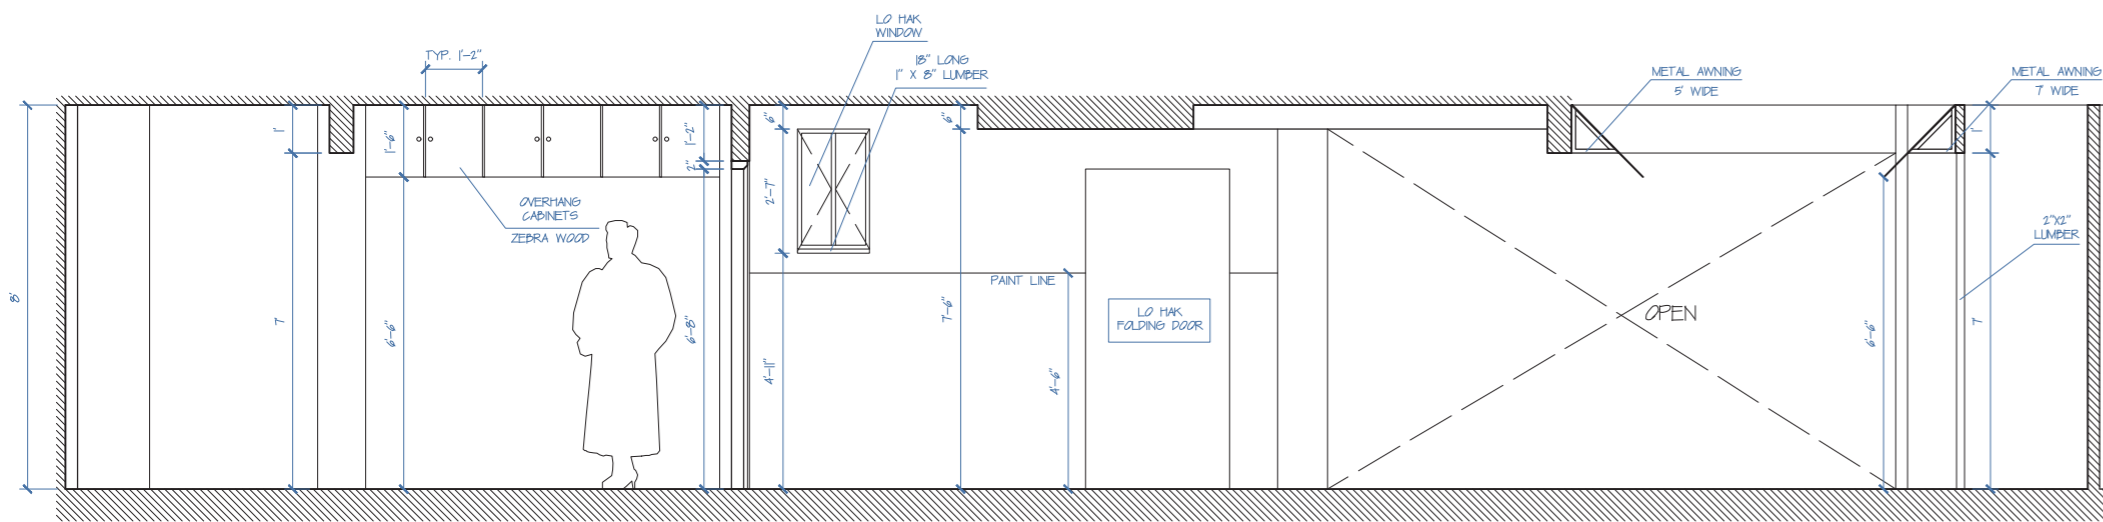 LO HAK
WINDOW
18" LONG
1" X 8" LUMBER
TYP. 1'-2"
METAL AWNING
5' WIDE
METAL AWNING
7' WIDE
1'
1'-6"
1'-2"
2"
6"
6"
1'
2'-7"
OVERHANG
CABINETS
ZEBRA WOOD
2"X2"
LUMBER
PAINT LINE
8'
7'
6'-6"
6'-8"
4'-11"
7'-6"
4'-6"
LO HAK
FOLDING DOOR
OPEN
6'-6"
7'